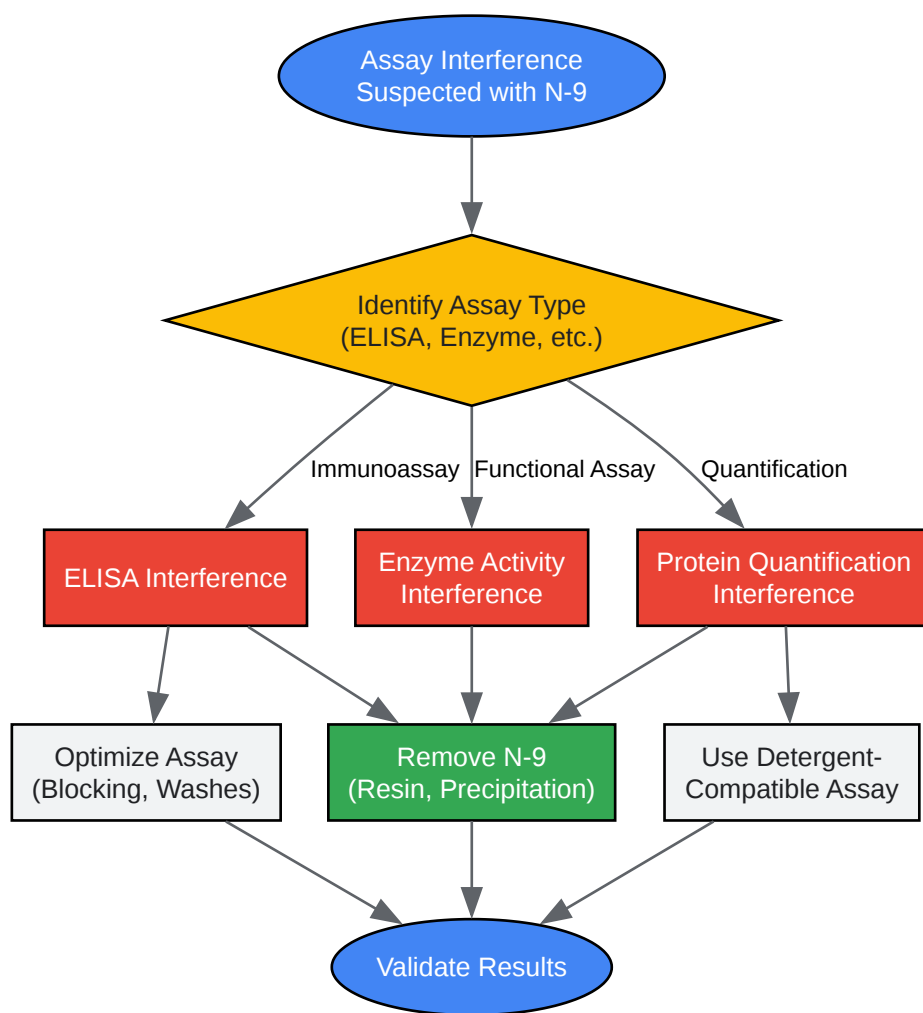 Assay Interference
Suspected with N-9
Identify Assay Type
(ELISA, Enzyme, etc.)
Immunoassay
Functional Assay
Quantification
ELISA Interference
Enzyme Activity
Interference
Protein Quantification
Interference
Optimize Assay
(Blocking, Washes)
Remove N-9
(Resin, Precipitation)
Use Detergent-
Compatible Assay
Validate Results